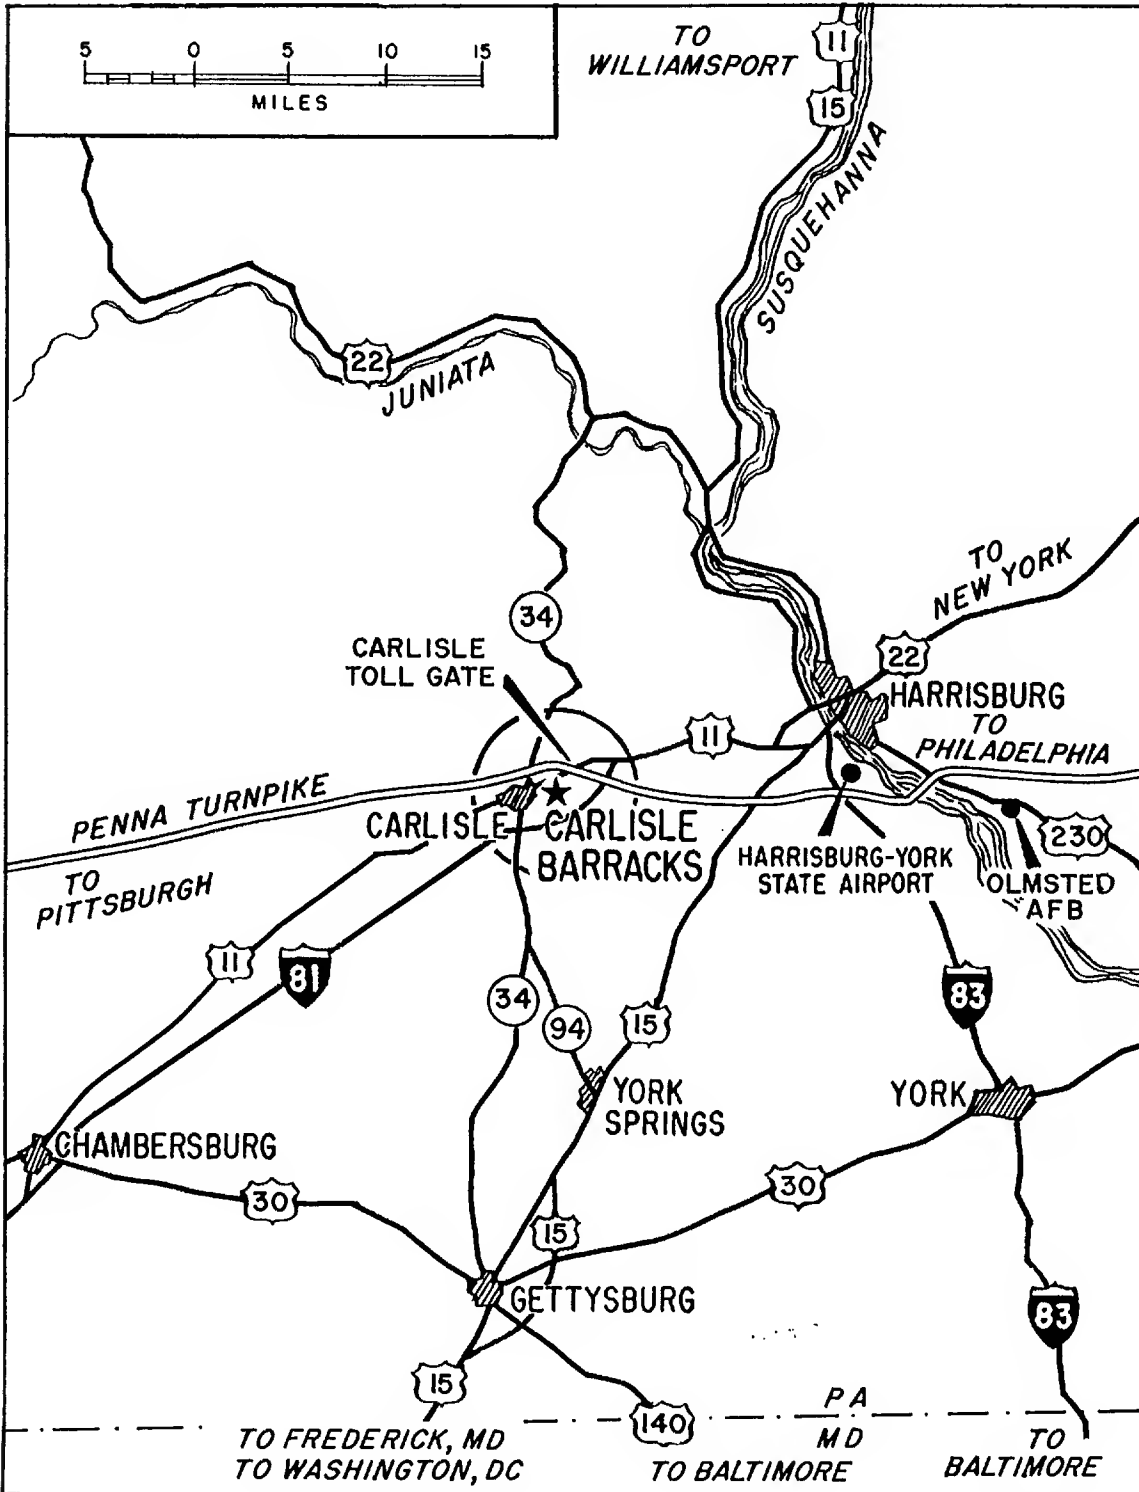 5 0 5 10 15
MILES
TO
WILLIAMSPORT
11
15
SUSQUEHANNA
22
JUNIATA
TO
NEW YORK
34
22
CARLISLE
TOLL GATE
HARRISBURG
11
TO
PHILADELPHIA
PENNA TURNPIKE
CARLISLE
CARLISLE
BARRACKS
230
HARRISBURG-YORK
STATE AIRPORT
OLMSTED
AFB
TO
PITTSBURGH
11
81
34
94
15
83
YORK
SPRINGS
YORK
CHAMBERSBURG
30
30
15
GETTYSBURG
83
15
140
PA
MD
TO FREDERICK, MD
TO WASHINGTON, DC
TO BALTIMORE
TO
BALTIMORE